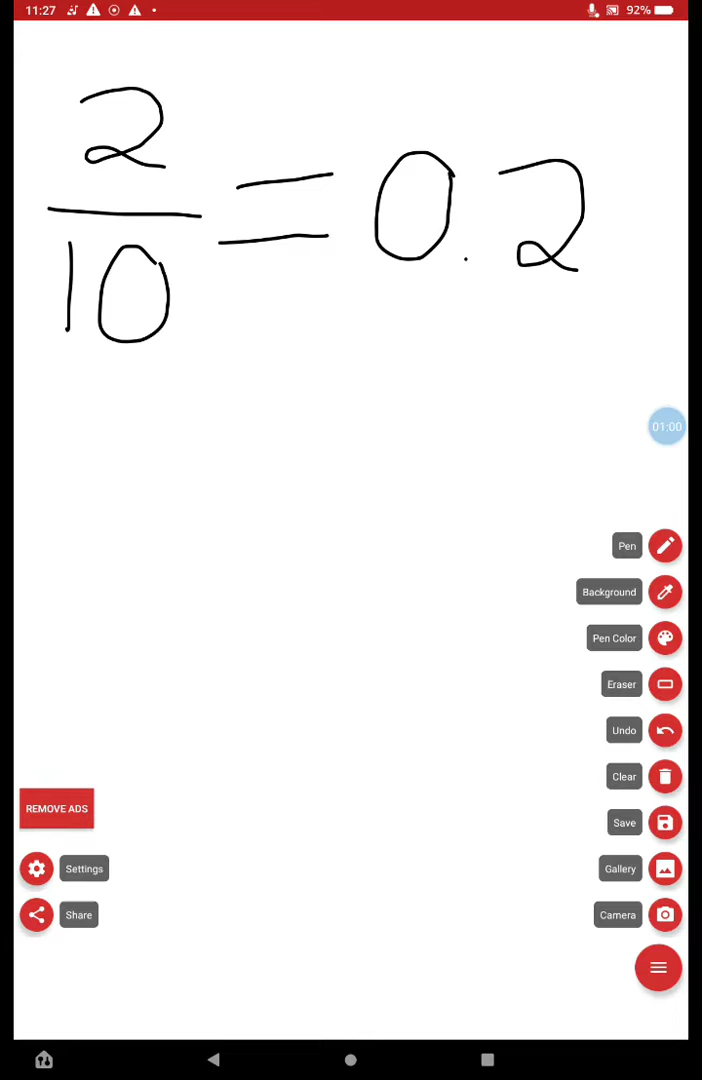 11:27
92%
2/10 = 0.2
01:00
Pen
Background
Pen Color
Eraser
Undo
Clear
Save
REMOVE ADS
Settings
Gallery
Share
Camera